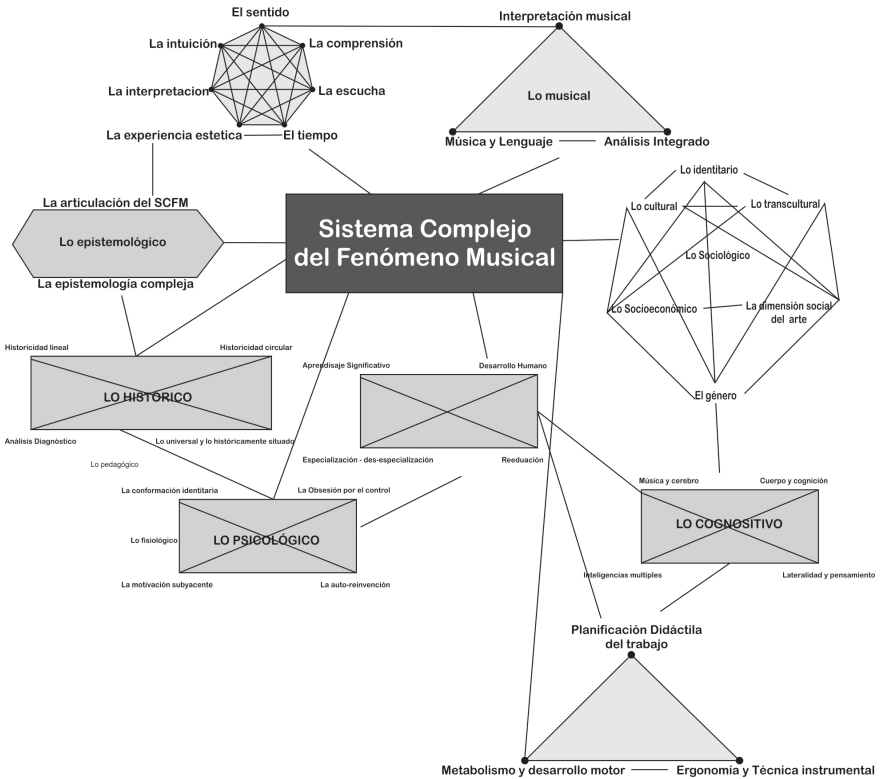 El sentido
La intuición
La comprensión
La interpretacion
La escucha
La experiencia estetica
El tiempo
Interpretación musical
Lo musical
Música y Lenguaje
Análisis Integrado
La articulación del SCFM
Lo epistemológico
La epistemología compleja
Sistema Complejo
del Fenómeno Musical
Lo identitario
Lo cultural
Lo transcultural
Lo Sociológico
Lo Socioeconómico
La dimensión social
del arte
El género
Historicidad lineal
Historicidad circular
LO HISTÓRICO
Análisis Diagnóstico
Lo universal y lo históricamente situado
Lo pedagógico
Aprendisaje Significativo
Desarrollo Humano
Especialización - des-especialización
Reeduación
La conformación identitaria
La Obsesión por el control
Lo fisiológico
LO PSICOLÓGICO
La motivación subyacente
La auto-reinvención
Música y cerebro
Cuerpo y cognición
LO COGNOSITIVO
Inteligencias multiples
Lateralidad y pensamiento
Planificación Didáctila
del trabajo
Metabolismo y desarrollo motor
Ergonomía y Técnica instrumental